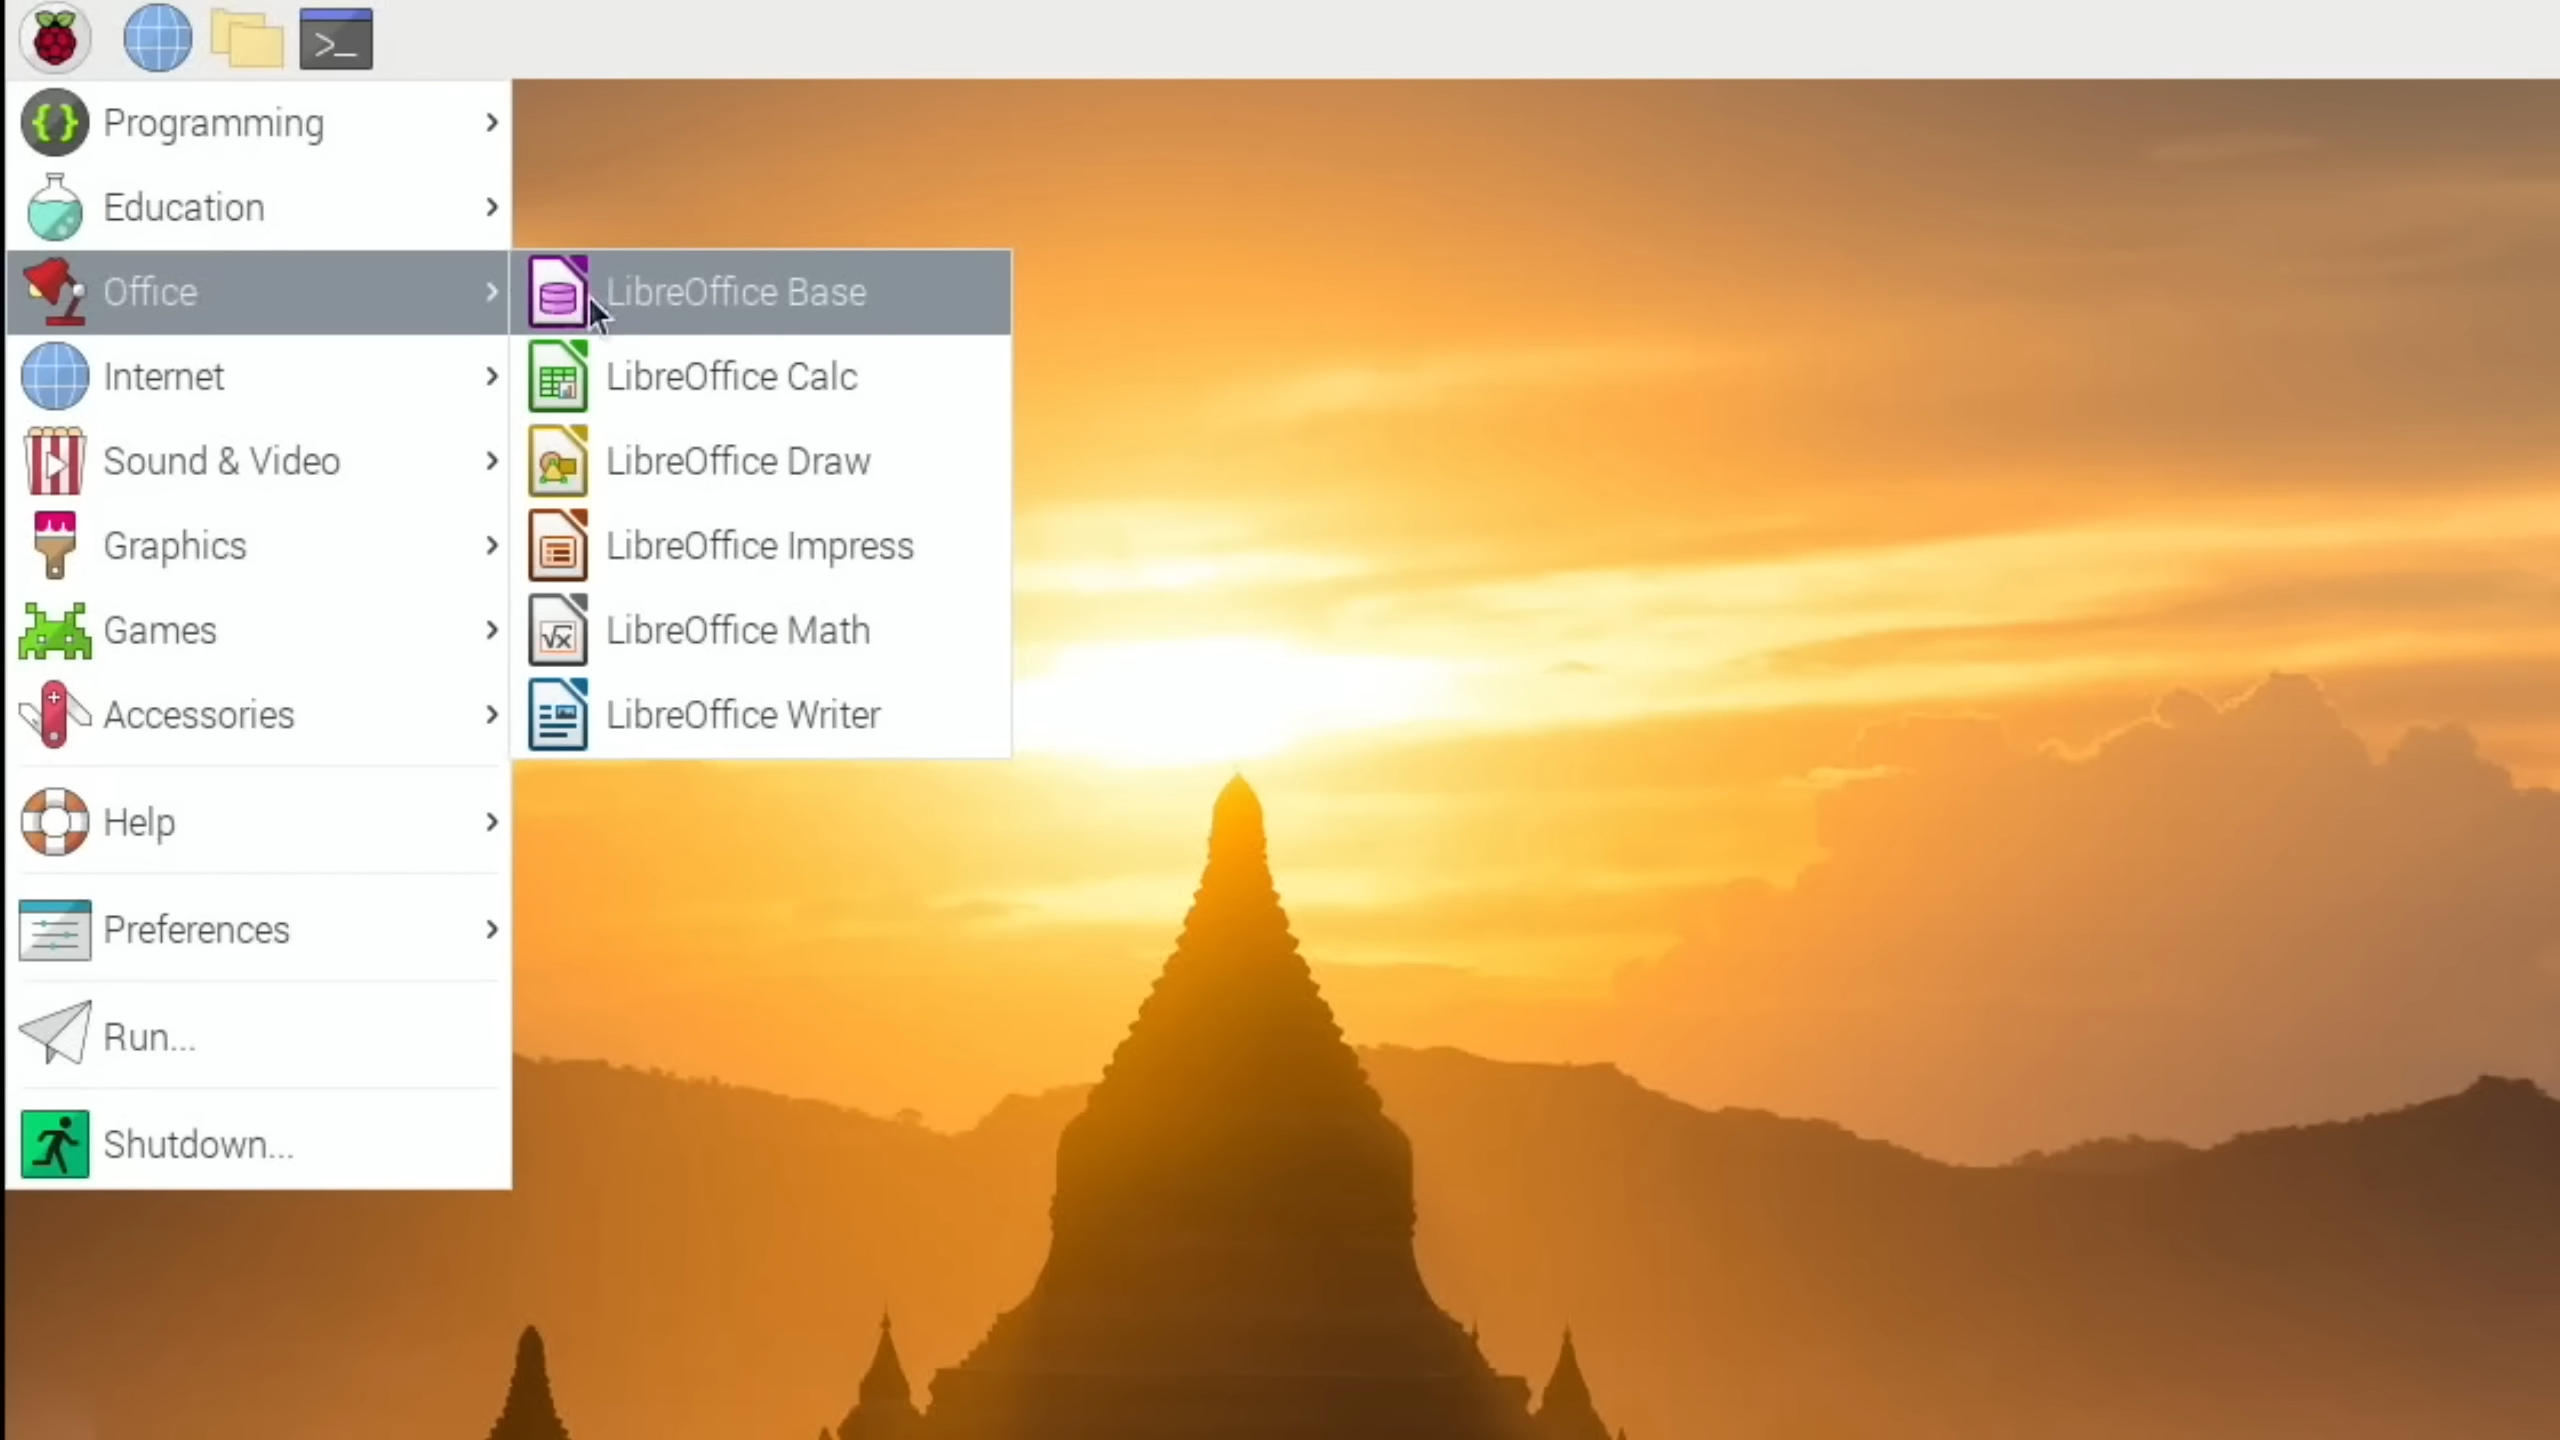 >_
Programming
Education
Office
Internet
Sound & Video
Graphics
Games
Accessories
Help
Preferences
Run...
Shutdown...
LibreOffice Base
LibreOffice Calc
LibreOffice Draw
LibreOffice Impress
LibreOffice Math
LibreOffice Writer